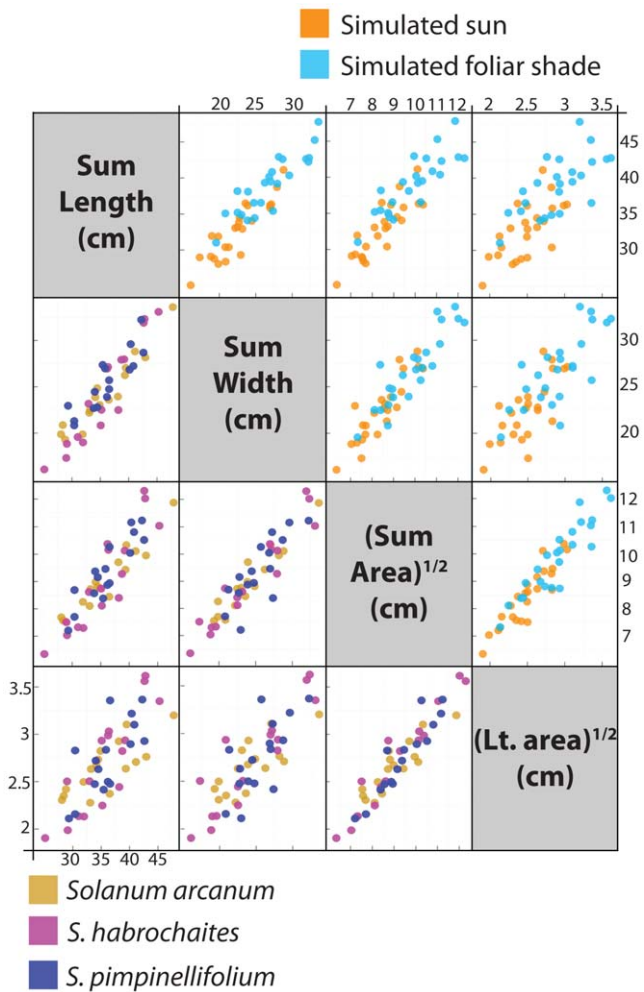 Simulated sun
Simulated foliar shade
20 25 30 7 8 9 10 11 12 2 2.5 3 3.5
Sum
Length
(cm)
45
40
35
30
Sum
Width
(cm)
30
25
20
(Sum
Area)1/2
(cm)
12
11
10
9
8
7
3.5
3
2.5
2
(Lt. area)1/2
(cm)
30 35 40 45
Solanum arcanum
S. habrochaites
S. pimpinellifolium